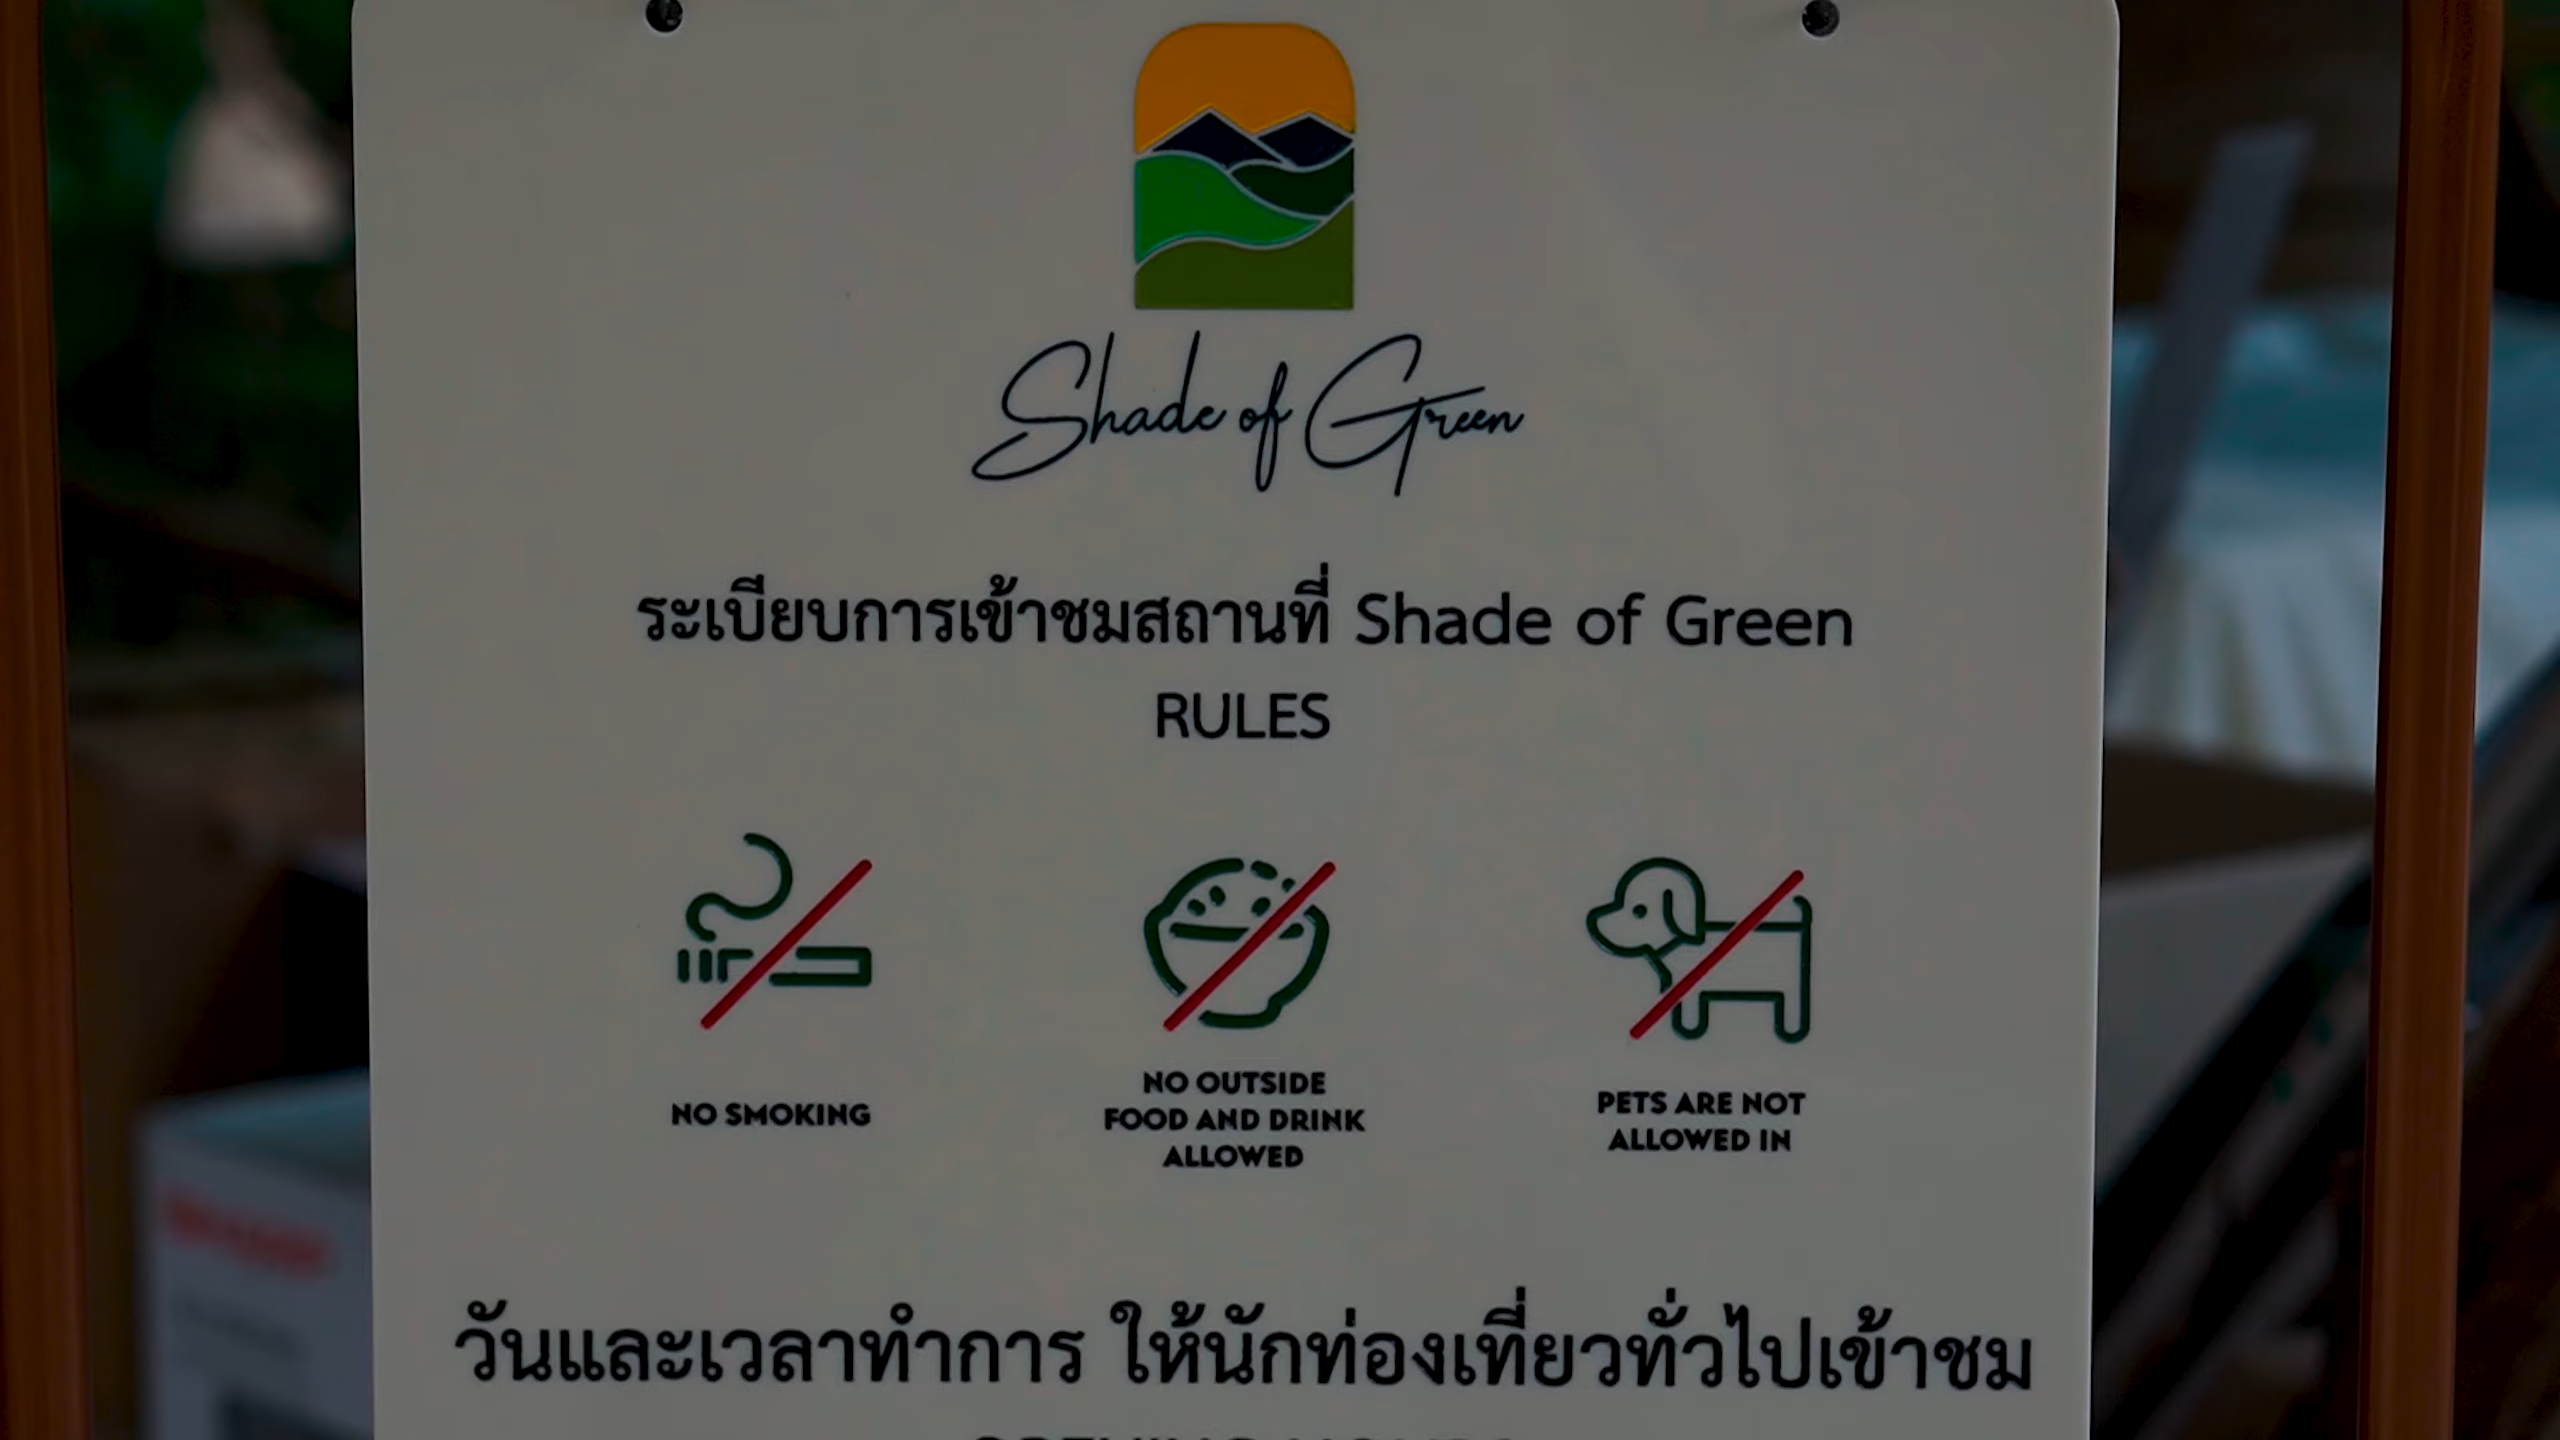 Shade of Green
ระเบียบการเข้าชมสถานที่ Shade of Green
RULES
NO SMOKING
NO OUTSIDE
FOOD AND DRINK
ALLOWED
PETS ARE NOT
ALLOWED IN
วันและเวลาทำการ ให้นักท่องเที่ยวทั่วไปเข้าชม